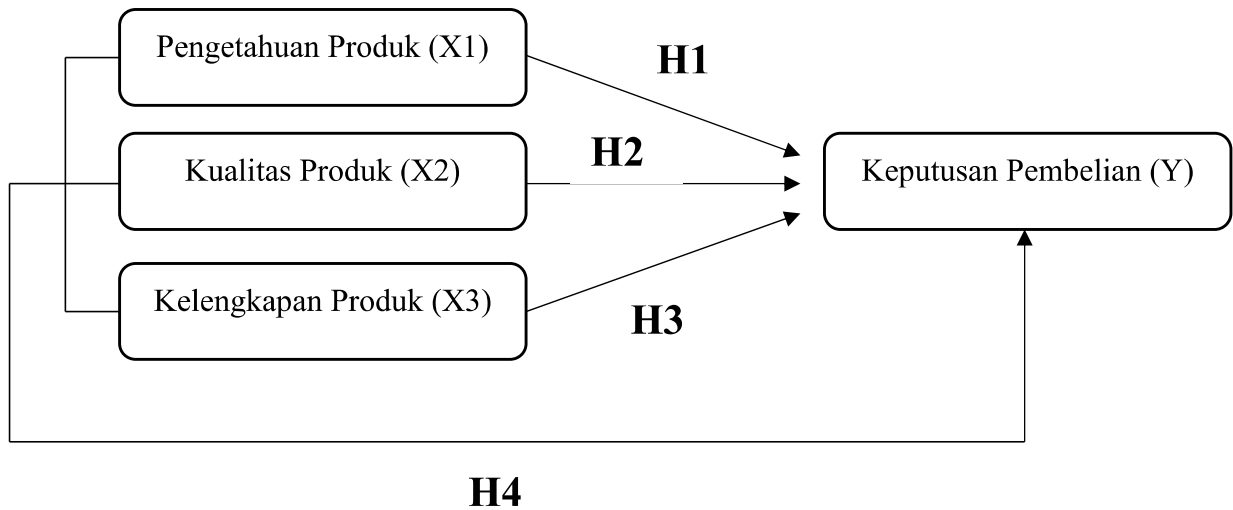 Pengetahuan Produk (X1)
H1
H2
Kualitas Produk (X2)
Keputusan Pembelian (Y)
Kelengkapan Produk (X3)
H3
H4